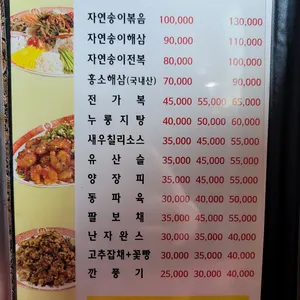 자연송이볶음 100,000 130,000
자연송이해삼 90,000 110,000
자연송이전복 80,000 100,000
홍소해삼(국내산) 70,000 90,000
전가복 45,000 55,000 65,000
누룽지탕 40,000 50,000 60,000
새우칠리소스 35,000 45,000 55,000
유산슬 35,000 45,000 55,000
양장피 35,000 45,000 55,000
동파육 30,000 40,000 50,000
팔보채 35,000 45,000 55,000
난자완스 30,000 35,000 40,000
고추잡채+꽃빵 30,000 35,000 40,000
깐풍기 25,000 30,000 40,000